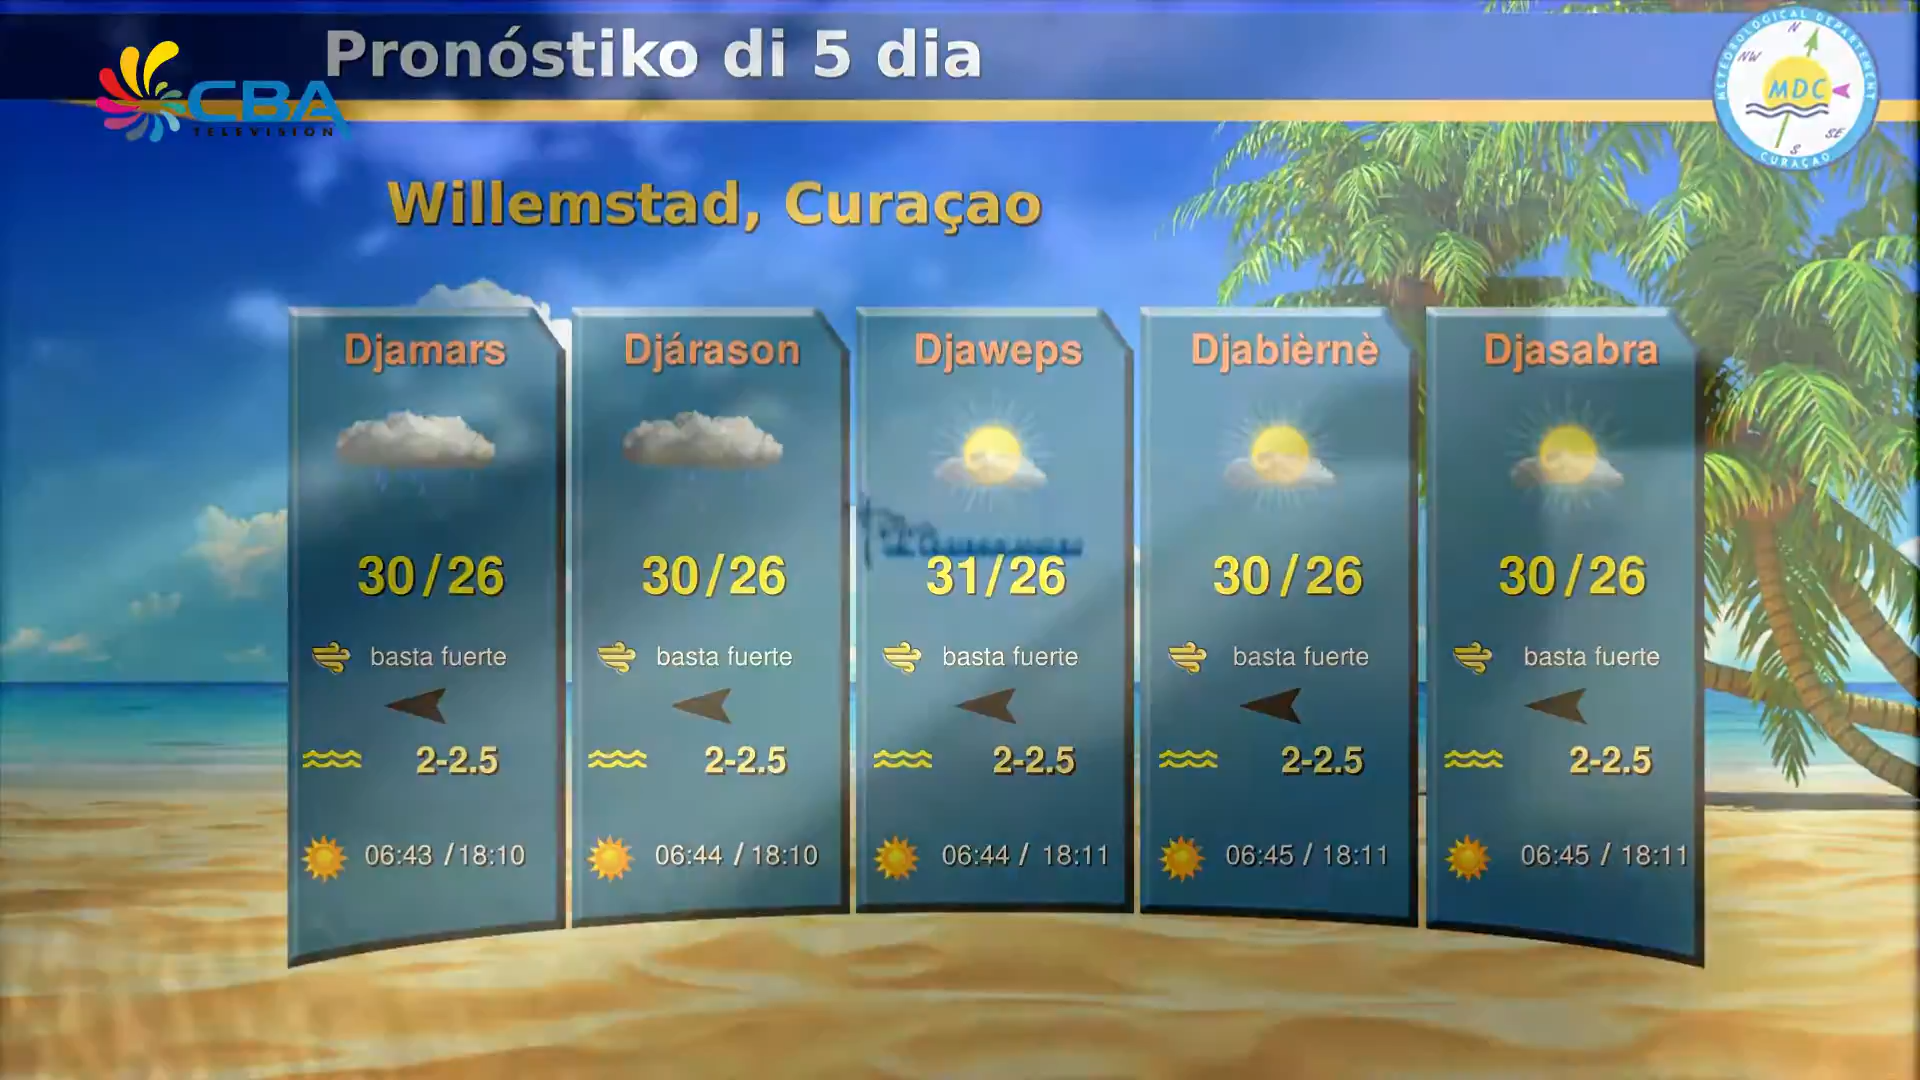 Pronóstiko di 5 dia
CBA
TELEVISION
METEOROLOGICAL DEPARTEMENT
CURAÇAO
N
NW
MDC
SE
S
Willemstad, Curaçao
Djamars Djárason Djaweps Djabièrnè Djasabra
30/26 30/26 31/26 30/26 30/26
basta fuerte basta fuerte basta fuerte basta fuerte basta fuerte
2-2.5 2-2.5 2-2.5 2-2.5 2-2.5
06:43 /18:10 06:44 / 18:10 06:44 / 18:11 06:45 / 18:11 06:45 / 18:11